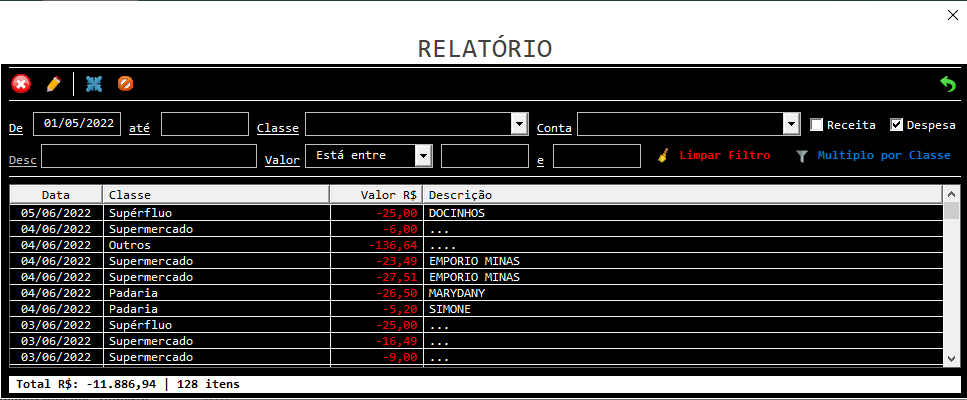 RELATÓRIO
De 01/05/2022 até Classe Conta Receita Despesa
Desc Valor Está entre e Limpar Filtro Multiplo por Classe
Data Classe Valor R$ Descrição
05/06/2022 Supérfluo -25,00 DOCINHOS
04/06/2022 Supermercado -6,00 ...
04/06/2022 Outros -136,64 ....
04/06/2022 Supermercado -23,49 EMPORIO MINAS
04/06/2022 Supermercado -27,51 EMPORIO MINAS
04/06/2022 Padaria -26,50 MARYDANY
04/06/2022 Padaria -5,20 SIMONE
03/06/2022 Supérfluo -25,00 ...
03/06/2022 Supermercado -16,49 ...
03/06/2022 Supermercado -9,00 ...
Total R$: -11.886,94 | 128 itens